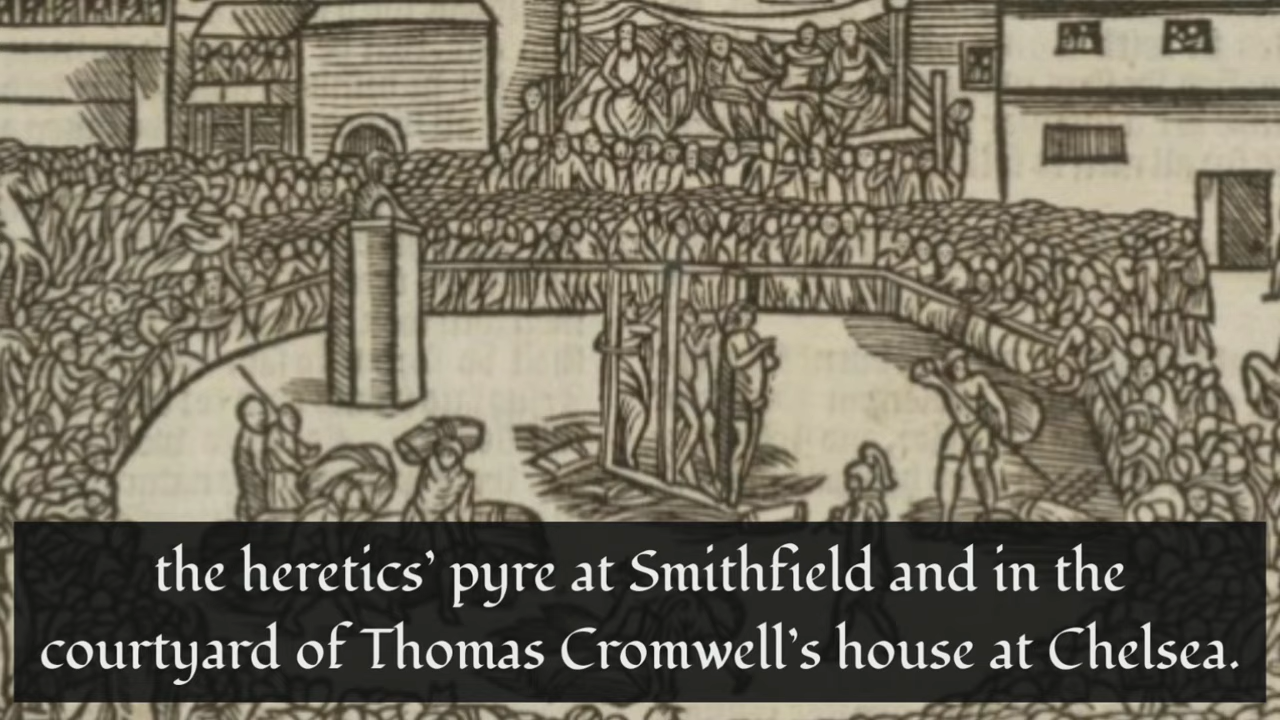 the heretics’ pyre at Smithfield and in the
courtyard of Thomas Cromwell’s house at Chelsea.